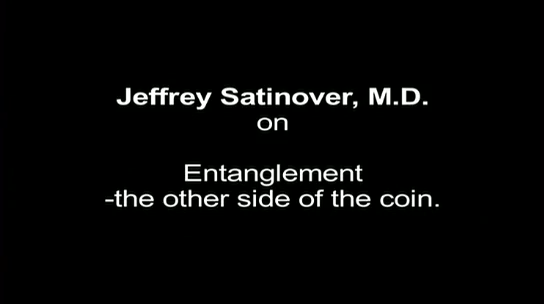 Jeffrey Satinover, M.D.
on
Entanglement
-the other side of the coin.